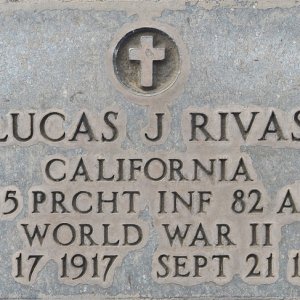 LUCAS J RIVAS
CALIFORNIA
5 PRCHT INF 82 A
WORLD WAR II
17 1917 SEPT 21 1